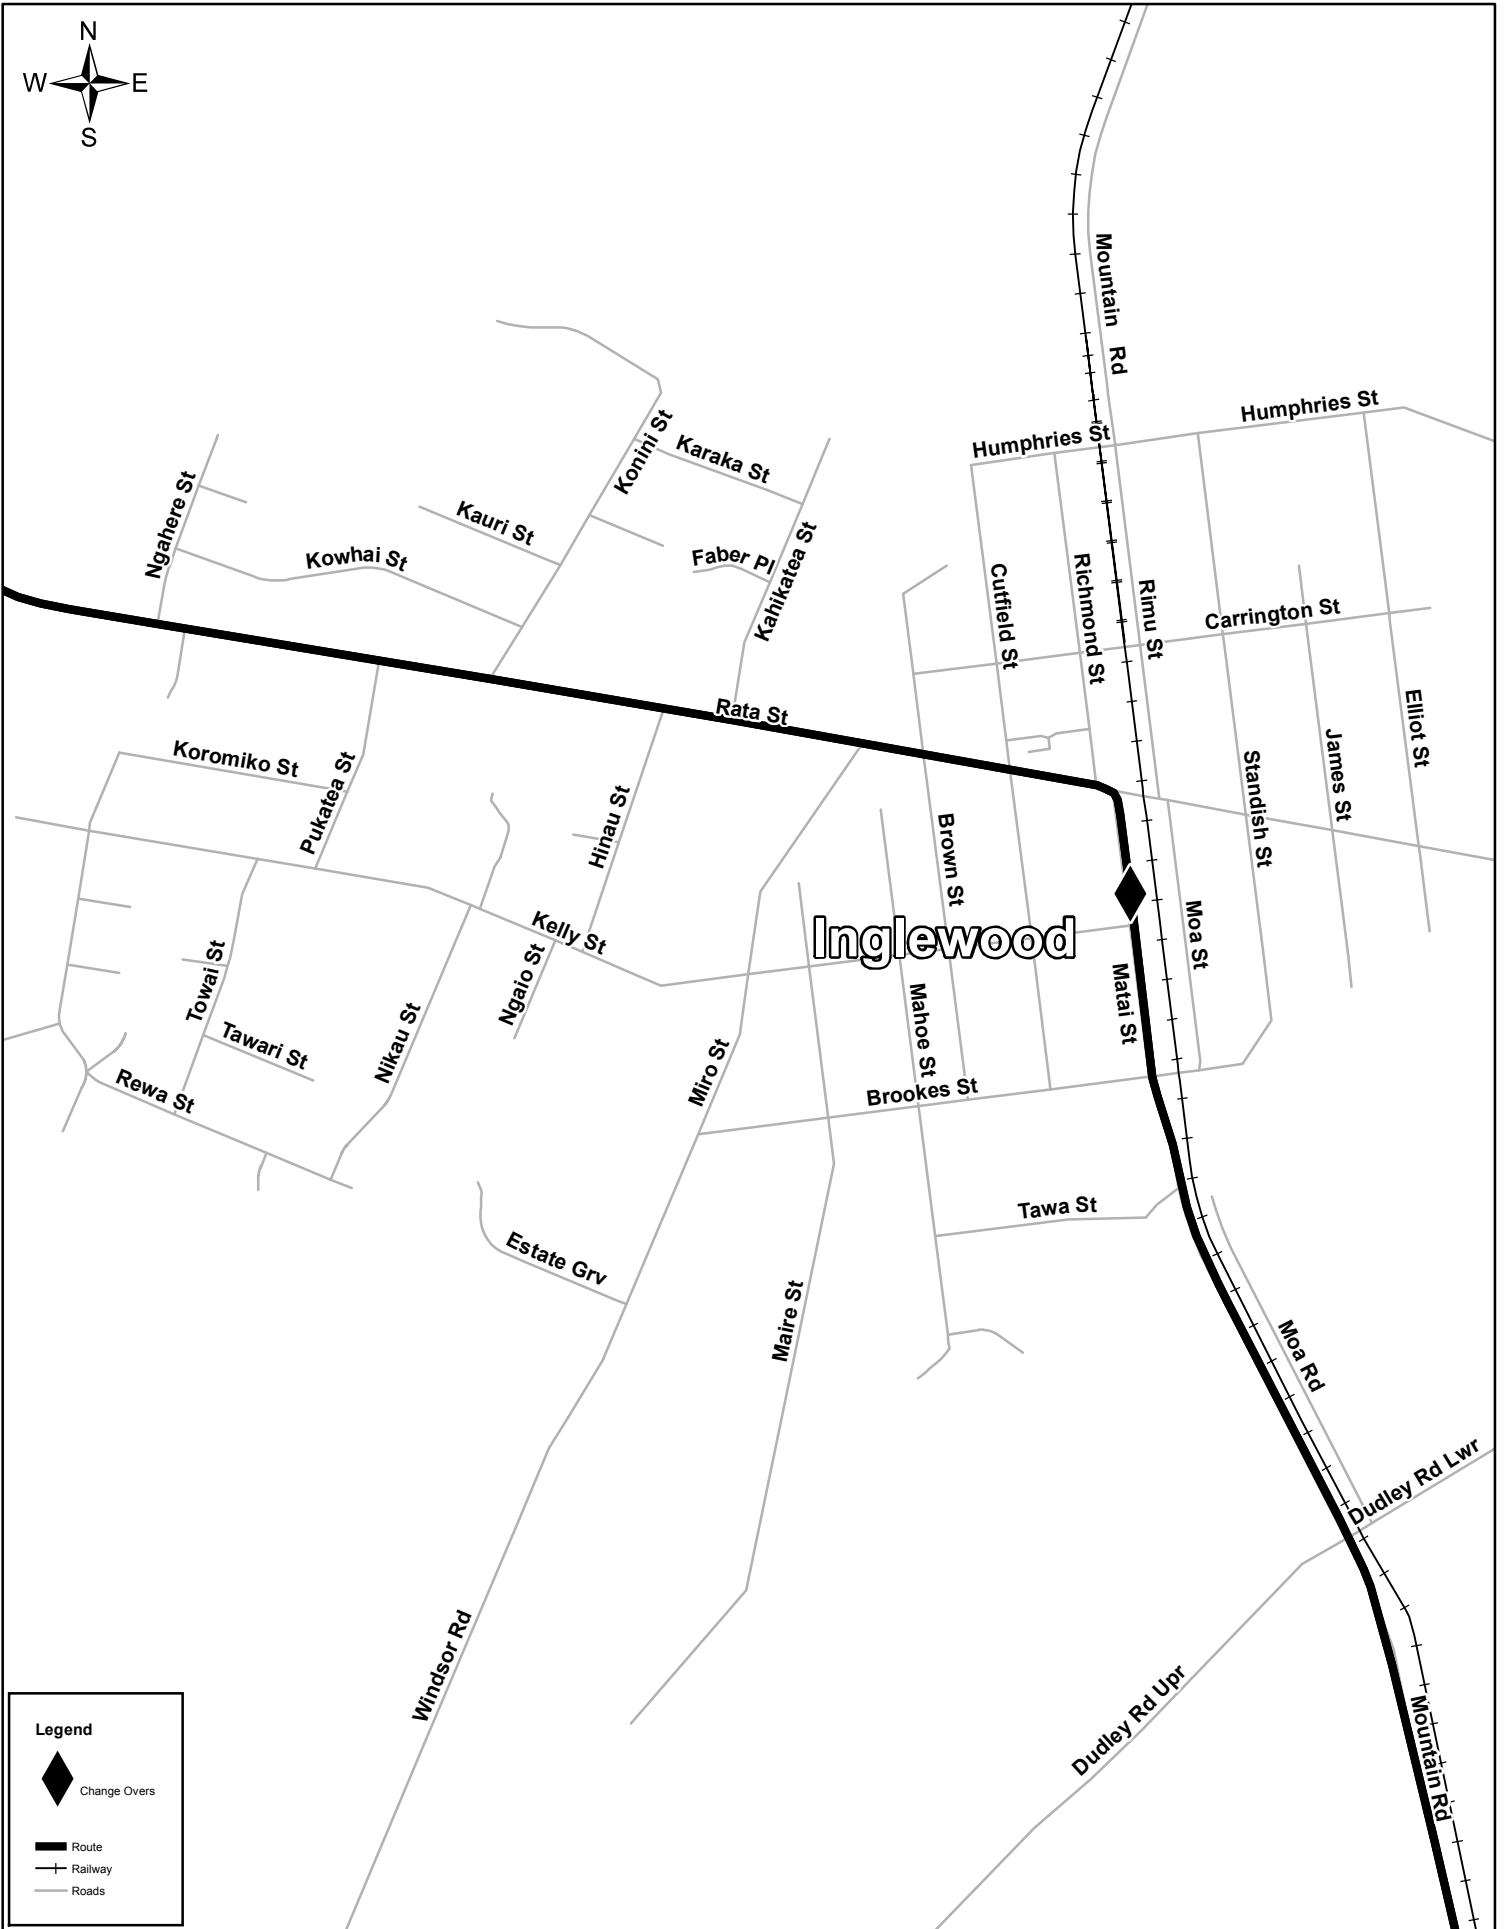 N
W E
S
Mountain Rd
Humphries St
Humphries St
Konini St
Karaka St
Ngahere St
Kauri St
Kowhai St
Faber Pl
Kahikatea St
Cutfield St
Richmond St
Rimu St
Carrington St
Rata St
Elliot St
James St
Standish St
Koromiko St
Pukatea St
Hinau St
Brown St
Kelly St
Inglewood
Moa St
Ngaio St
Towai St
Matai St
Mahoe St
Nikau St
Tawari St
Rewa St
Miro St
Brookes St
Tawa St
Estate Grv
Maire St
Moa Rd
Dudley Rd Lwr
Windsor Rd
Dudley Rd Upr
Mountain Rd
Legend
Change Overs
Route
Railway
Roads